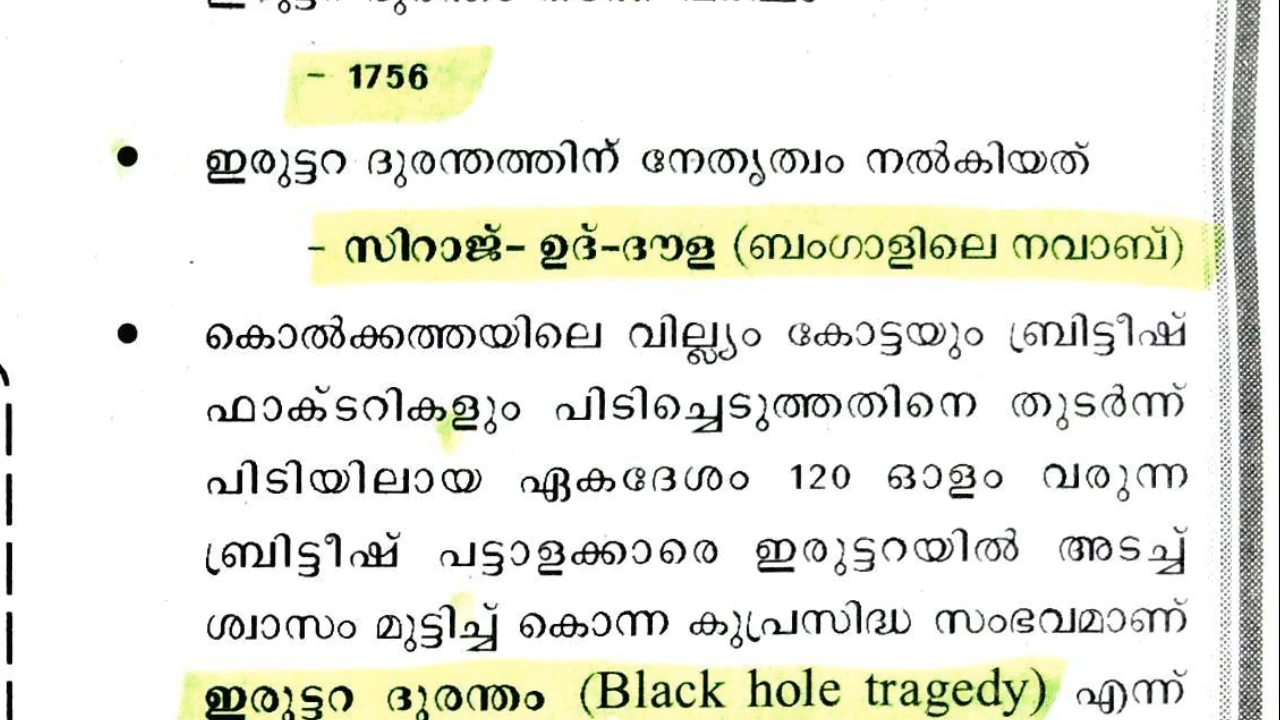 - 1756
• ഇരുട്ടറ ദുരന്തത്തിന് നേതൃത്വം നൽകിയത്
- സിറാജ്- ഉദ്-ദൗള (ബംഗാളിലെ നവാബ്)
• കൊൽക്കത്തയിലെ വില്ല്യം കോട്ടയും ബ്രിട്ടീഷ്
ഫാക്ടറികളും പിടിച്ചെടുത്തതിനെ തുടർന്ന്
പിടിയിലായ ഏകദേശം 120 ഓളം വരുന്ന
ബ്രിട്ടീഷ് പട്ടാളക്കാരെ ഇരുട്ടറയിൽ അടച്ച്
ശ്വാസം മുട്ടിച്ച് കൊന്ന കുപ്രസിദ്ധ സംഭവമാണ്
ഇരുട്ടറ ദുരന്തം (Black hole tragedy) എന്ന്